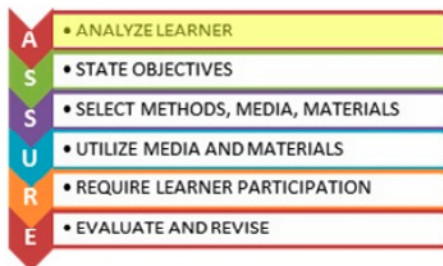 A • ANALYZE LEARNER
S • STATE OBJECTIVES
S • SELECT METHODS, MEDIA, MATERIALS
U • UTILIZE MEDIA AND MATERIALS
R • REQUIRE LEARNER PARTICIPATION
E • EVALUATE AND REVISE